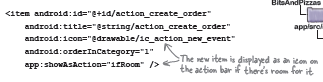 BitsAndPizzas
<item android:id="@+id/action_create_order"
android:title="@string/action_create_order"
app/src/
android:icon="@drawable/ic_action_new_event"
android:orderInCategory="1"
app:showAsAction="ifRoom" />
The new item is displayed as an icon on
the action bar if there's room for it.